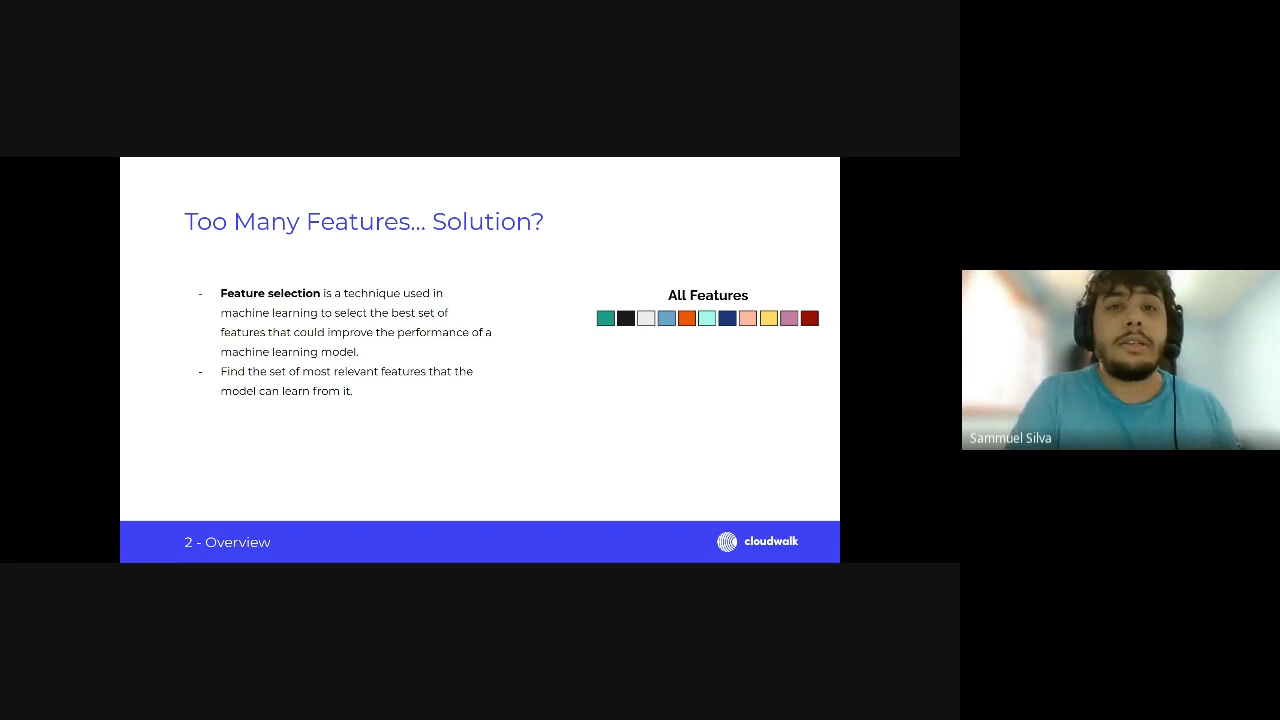 Too Many Features... Solution?
- Feature selection is a technique used in
machine learning to select the best set of
features that could improve the performance of a
machine learning model.
- Find the set of most relevant features that the
model can learn from it.
All Features
2 - Overview
cloudwalk
Sammuel Silva